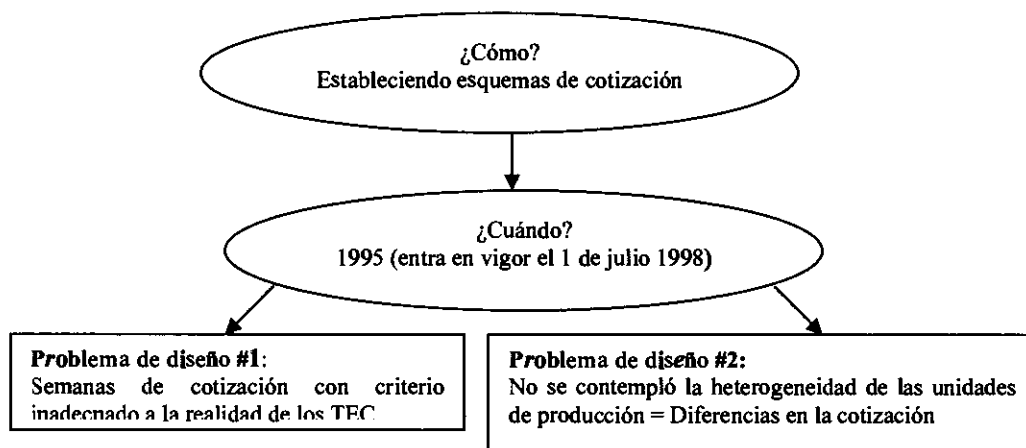 ¿Cómo?
Estableciendo esquemas de cotización
¿Cuándo?
1995 (entra en vigor el 1 de julio 1998)
Problema de diseño #1:
Semanas de cotización con criterio
inadecnado a la realidad de los TEC
Problema de diseño #2:
No se contempló la heterogeneidad de las unidades
de producción = Diferencias en la cotización